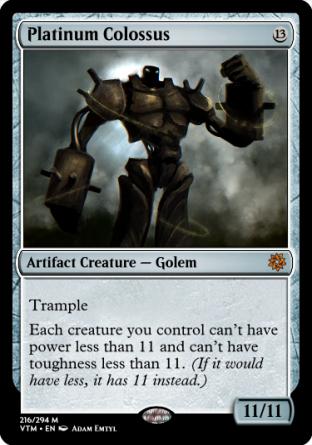 Platinum Colossus 13
Artifact Creature — Golem
Trample
Each creature you control can't have
power less than 11 and can't have
toughness less than 11. (If it would
have less, it has 11 instead.)
11/11
216/294 M
VTM • EN Adam Emtyl